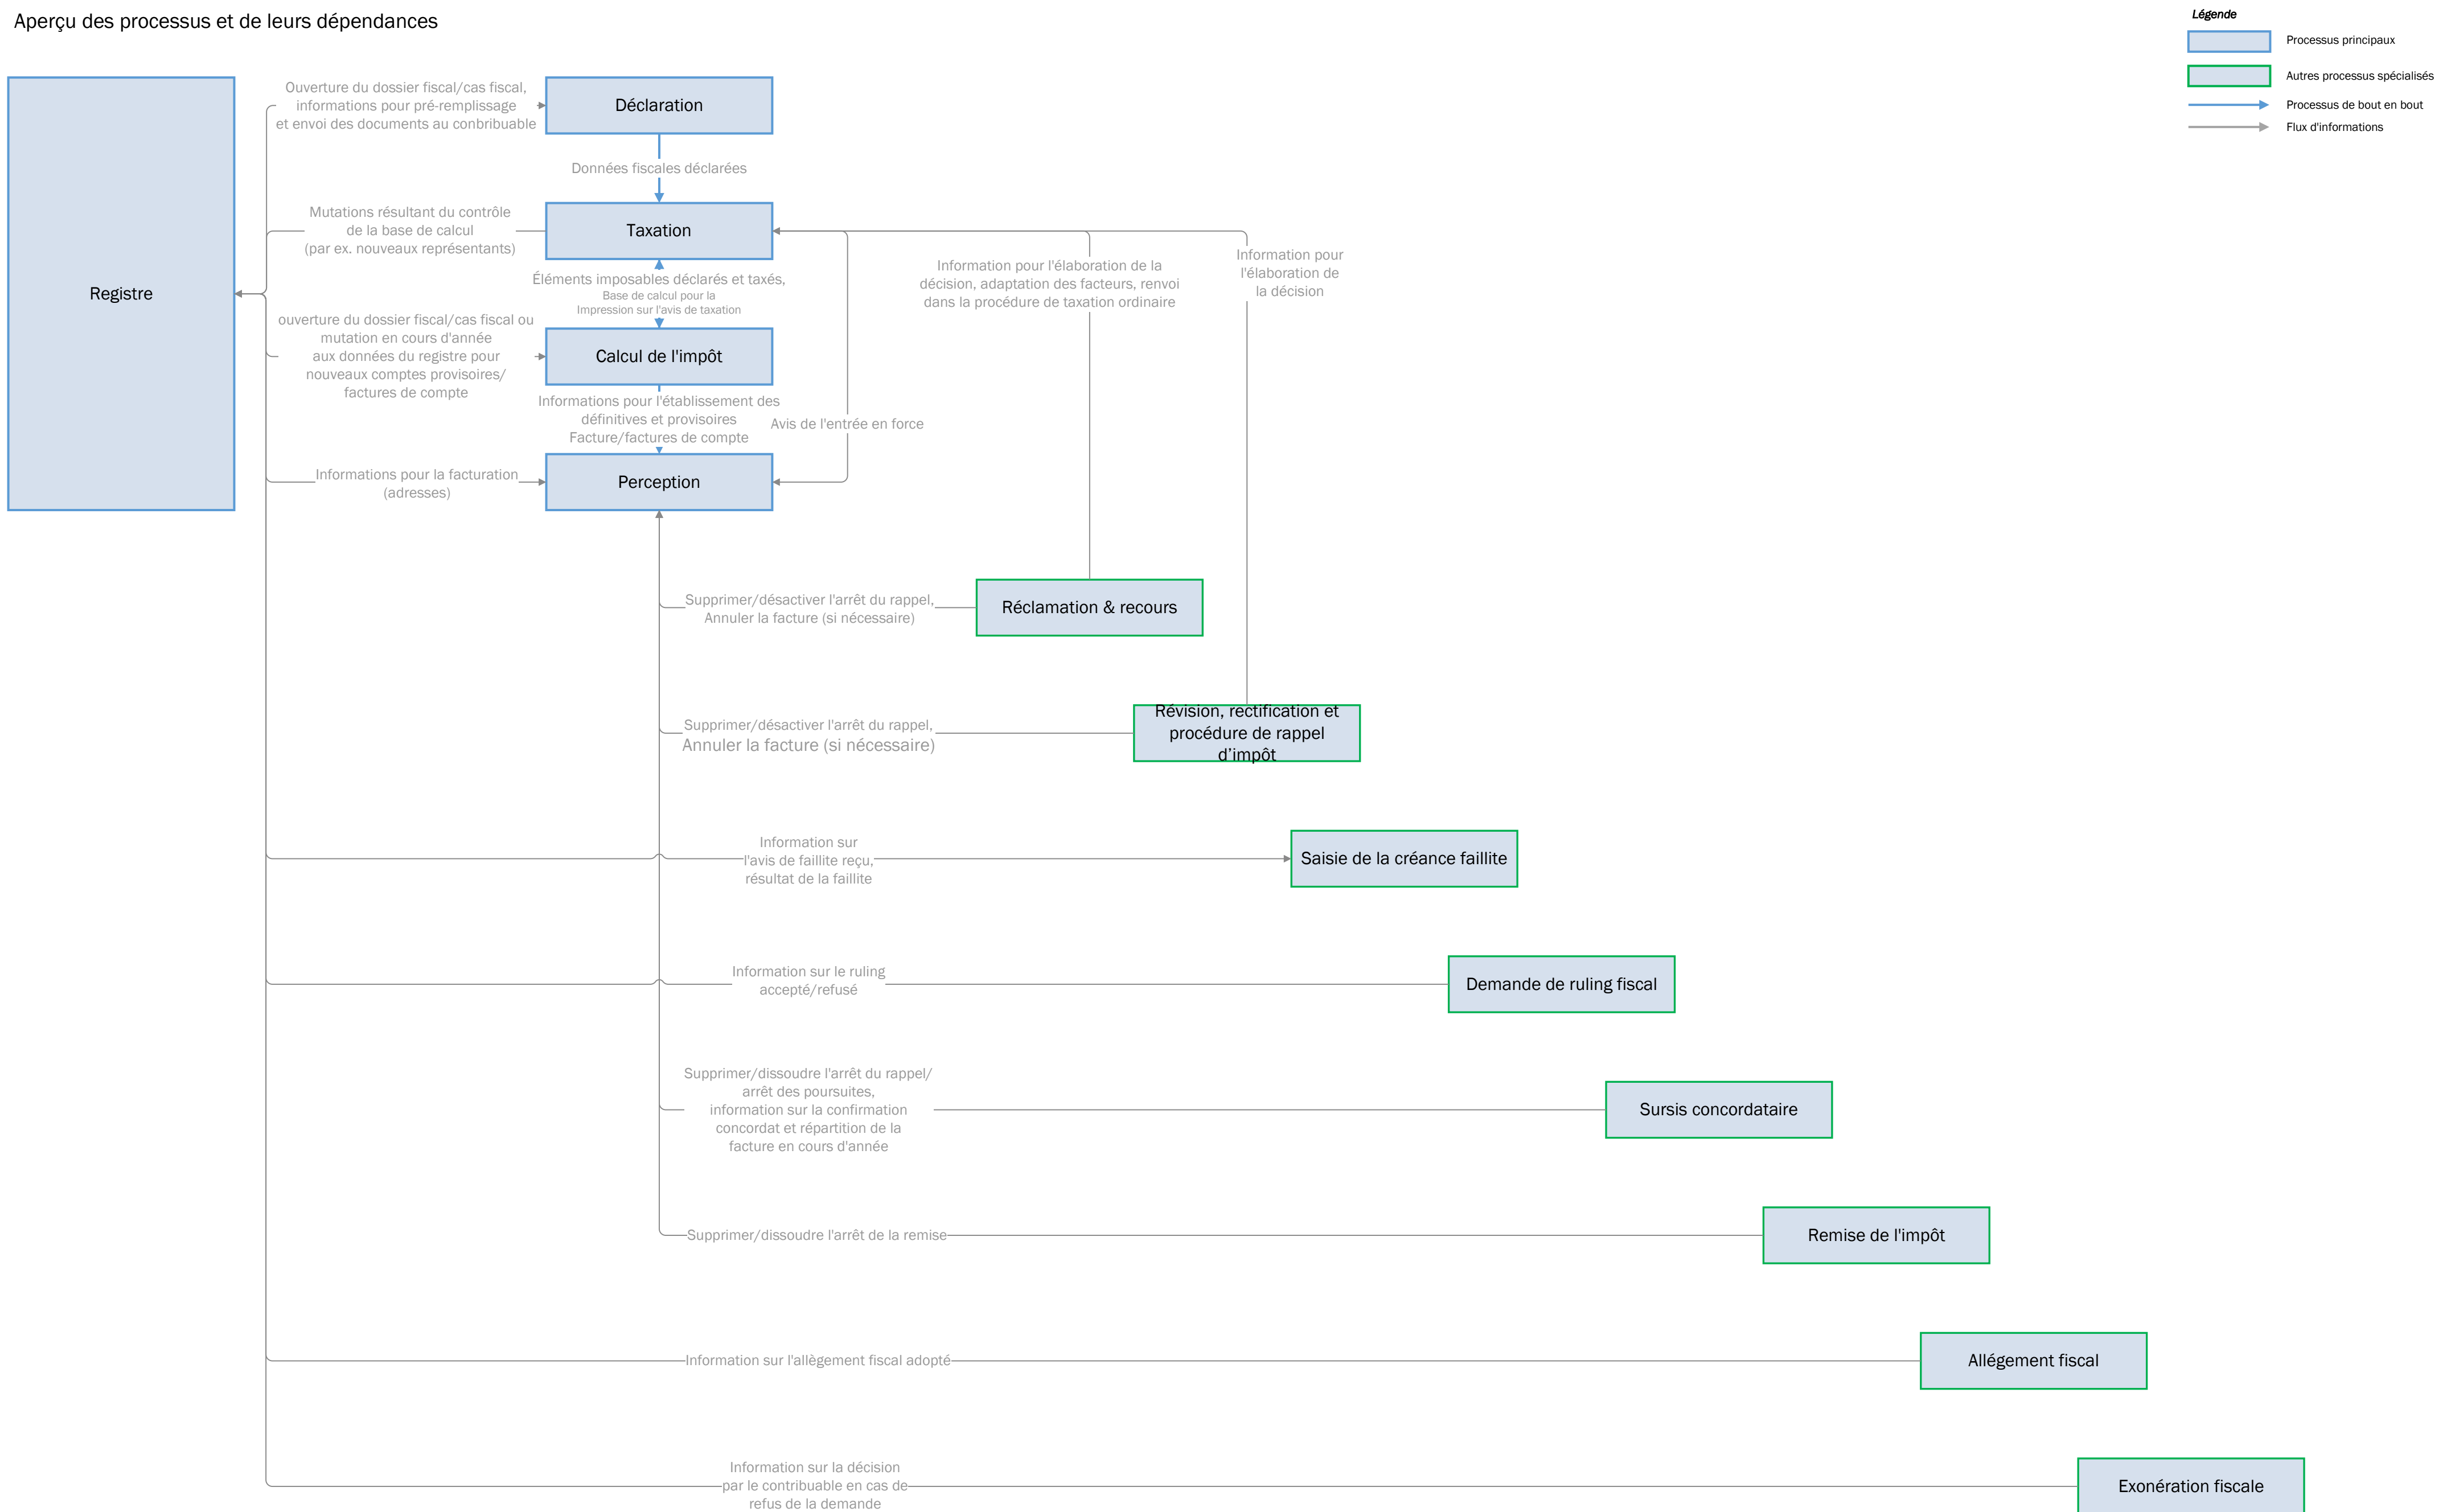 Aperçu des processus et de leurs dépendances
Légende
Processus principaux
Autres processus spécialisés
Processus de bout en bout
Flux d'informations
Registre
Ouverture du dossier fiscal/cas fiscal,
informations pour pré-remplissage
et envoi des documents au conbribuable
Déclaration
Données fiscales déclarées
Mutations résultant du contrôle
de la base de calcul
(par ex. nouveaux représentants)
Taxation
Éléments imposables déclarés et taxés,
Base de calcul pour la
Impression sur l'avis de taxation
Information pour l'élaboration de la
décision, adaptation des facteurs, renvoi
dans la procédure de taxation ordinaire
Information pour
l'élaboration de
la décision
ouverture du dossier fiscal/cas fiscal ou
mutation en cours d'année
aux données du registre pour
nouveaux comptes provisoires/
factures de compte
Calcul de l'impôt
Informations pour l'établissement des
définitives et provisoires
Facture/factures de compte
Avis de l'entrée en force
Informations pour la facturation
(adresses)
Perception
Supprimer/désactiver l'arrêt du rappel,
Annuler la facture (si nécessaire)
Réclamation & recours
Supprimer/désactiver l'arrêt du rappel,
Annuler la facture (si nécessaire)
Révision, rectification et
procédure de rappel
d’impôt
Information sur
l'avis de faillite reçu,
résultat de la faillite
Saisie de la créance faillite
Information sur le ruling
accepté/refusé
Demande de ruling fiscal
Supprimer/dissoudre l'arrêt du rappel/
arrêt des poursuites,
information sur la confirmation
concordat et répartition de la
facture en cours d'année
Sursis concordataire
Supprimer/dissoudre l'arrêt de la remise
Remise de l'impôt
Information sur l'allègement fiscal adopté
Allégement fiscal
Information sur la décision
par le contribuable en cas de
refus de la demande
Exonération fiscale